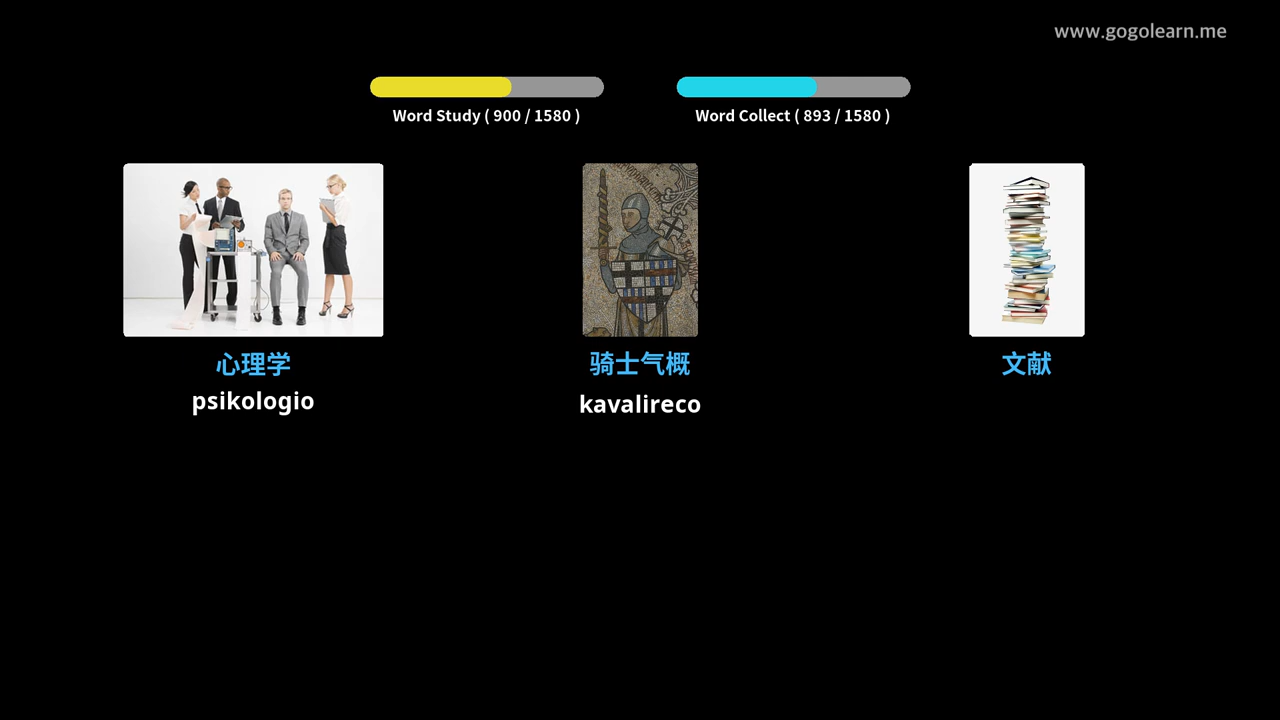 www.gogolearn.me
Word Study ( 900 / 1580 )
Word Collect ( 893 / 1580 )
心理学
骑士气概
文献
psikologio
kavalireco